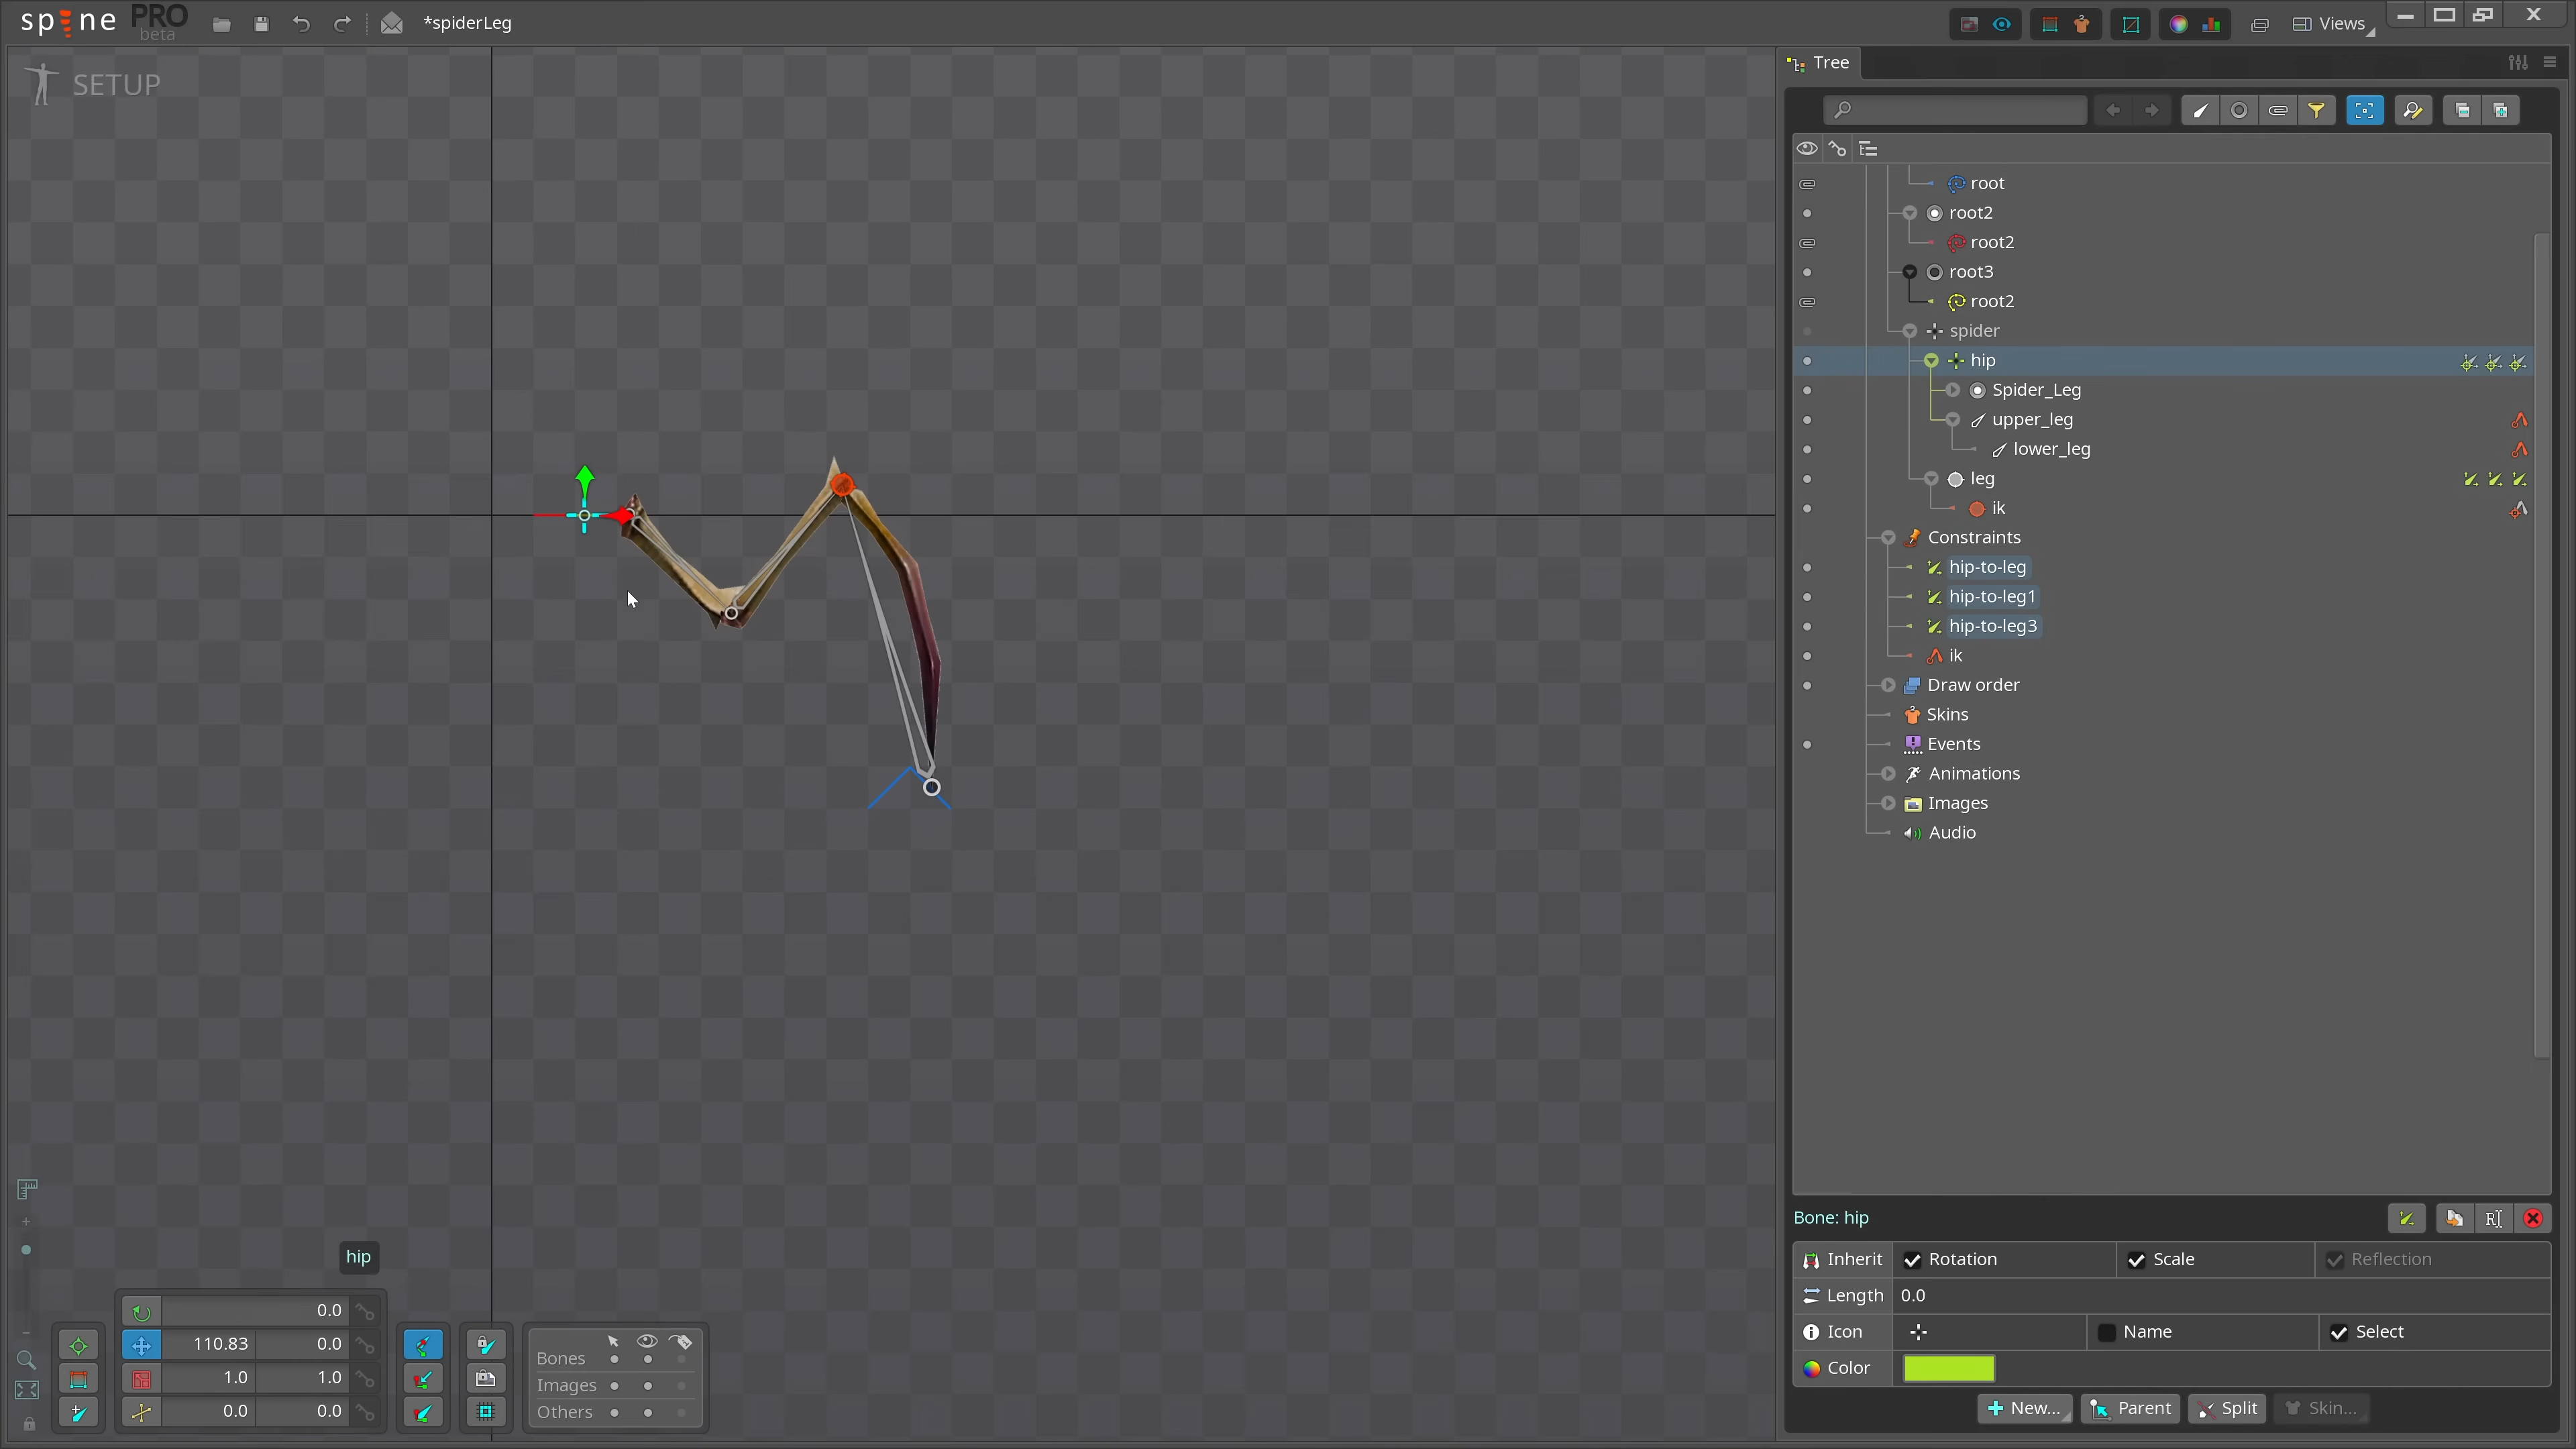 spine PRO beta
*spiderLeg
Views
SETUP
Tree
root
root2
root2
root3
root2
spider
hip
Spider_Leg
upper_leg
lower_leg
leg
ik
Constraints
hip-to-leg
hip-to-leg1
hip-to-leg3
ik
Draw order
Skins
Events
Animations
Images
Audio
Bone: hip
Inherit Rotation Scale Reflection
Length 0.0
Icon Name Select
Color
New... Parent Split Skin...
hip
0.0
110.83 0.0
1.0 1.0
0.0 0.0
Bones
Images
Others